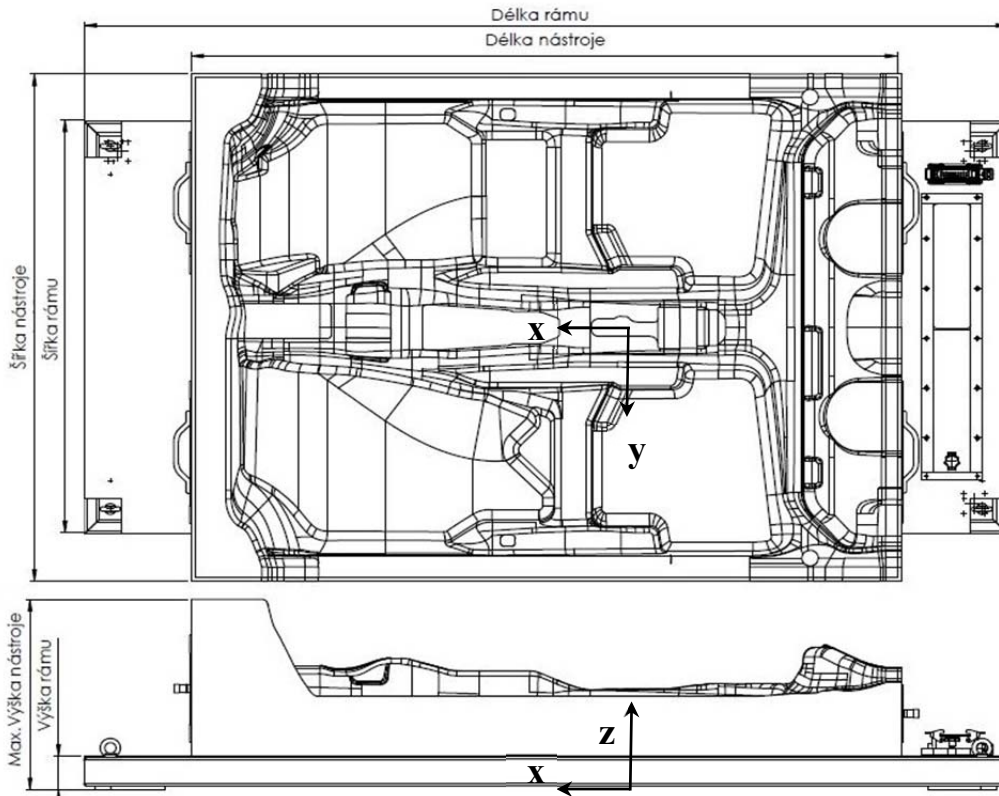 Délka rámu
Délka nástroje
Šířka nástroje
Šířka rámu
x
y
Max. Výška nástroje
Výška rámu
z
x